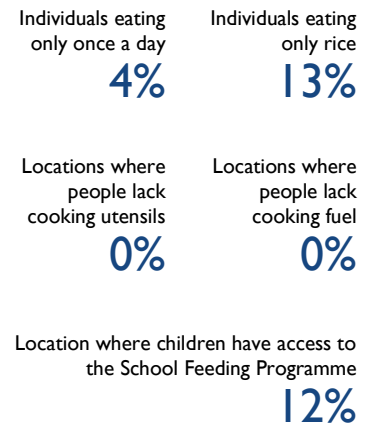 Individuals eating
only once a day
4%
Individuals eating
only rice
13%
Locations where
people lack
cooking utensils
0%
Locations where
people lack
cooking fuel
0%
Location where children have access to
the School Feeding Programme
12%